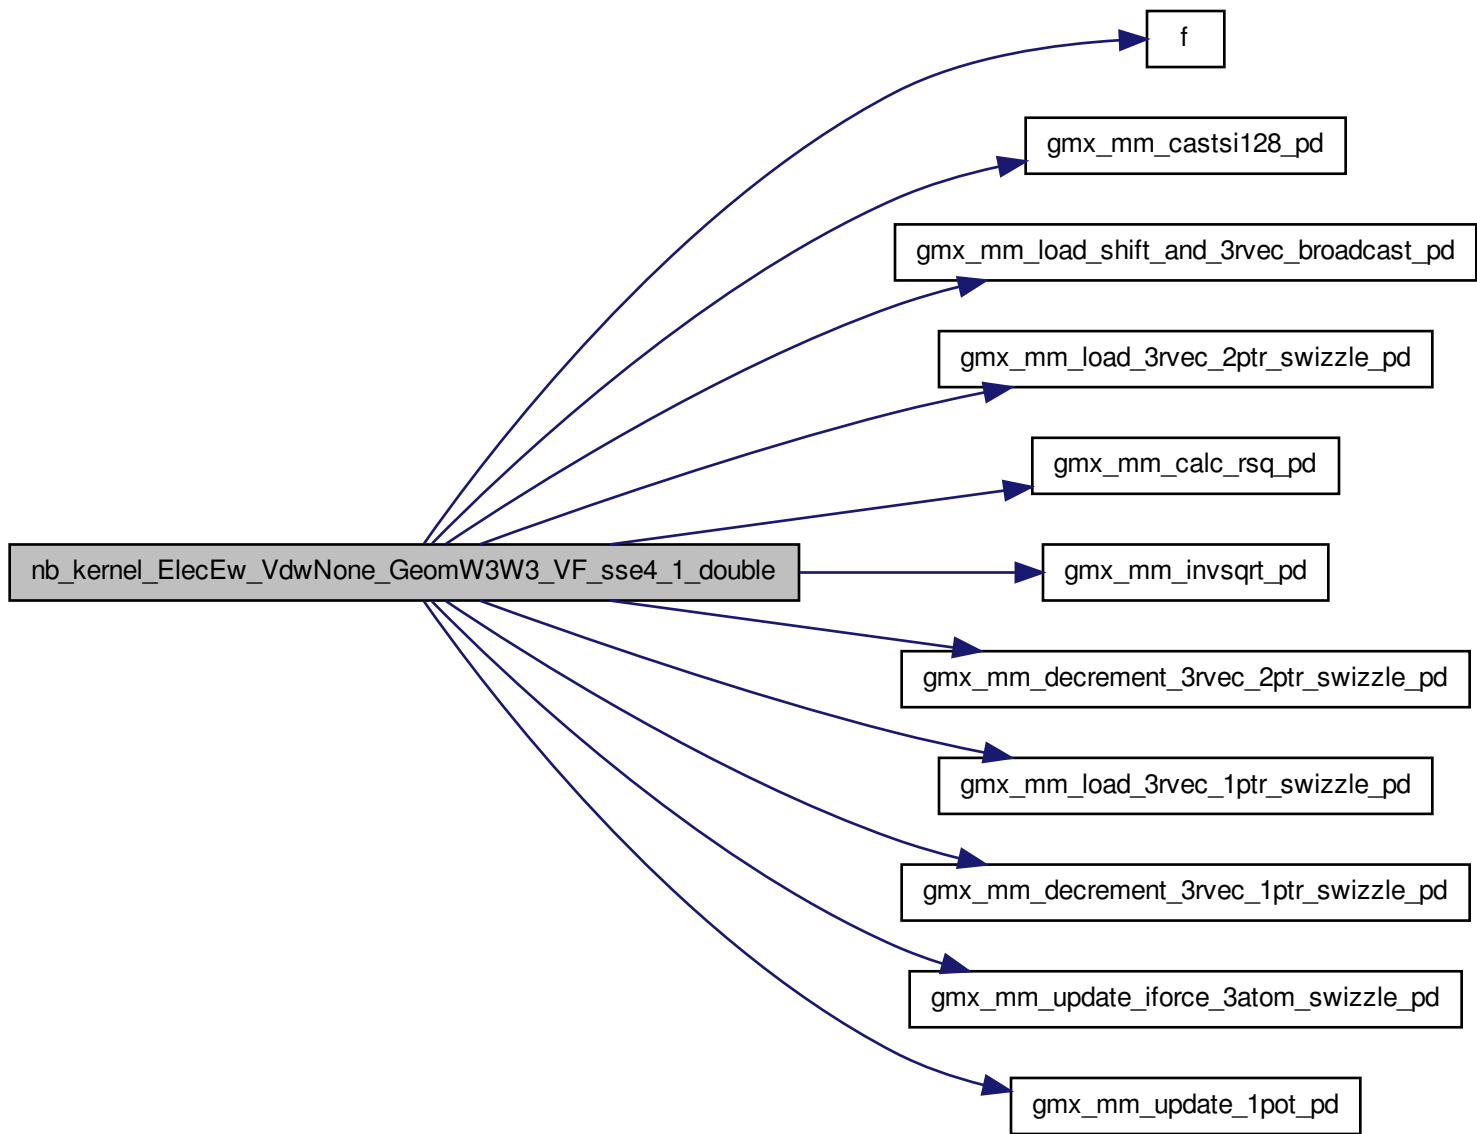 f
gmx_mm_castsi128_pd
gmx_mm_load_shift_and_3rvec_broadcast_pd
gmx_mm_load_3rvec_2ptr_swizzle_pd
gmx_mm_calc_rsq_pd
nb_kernel_ElecEw_VdwNone_GeomW3W3_VF_sse4_1_double
gmx_mm_invsqrt_pd
gmx_mm_decrement_3rvec_2ptr_swizzle_pd
gmx_mm_load_3rvec_1ptr_swizzle_pd
gmx_mm_decrement_3rvec_1ptr_swizzle_pd
gmx_mm_update_iforce_3atom_swizzle_pd
gmx_mm_update_1pot_pd